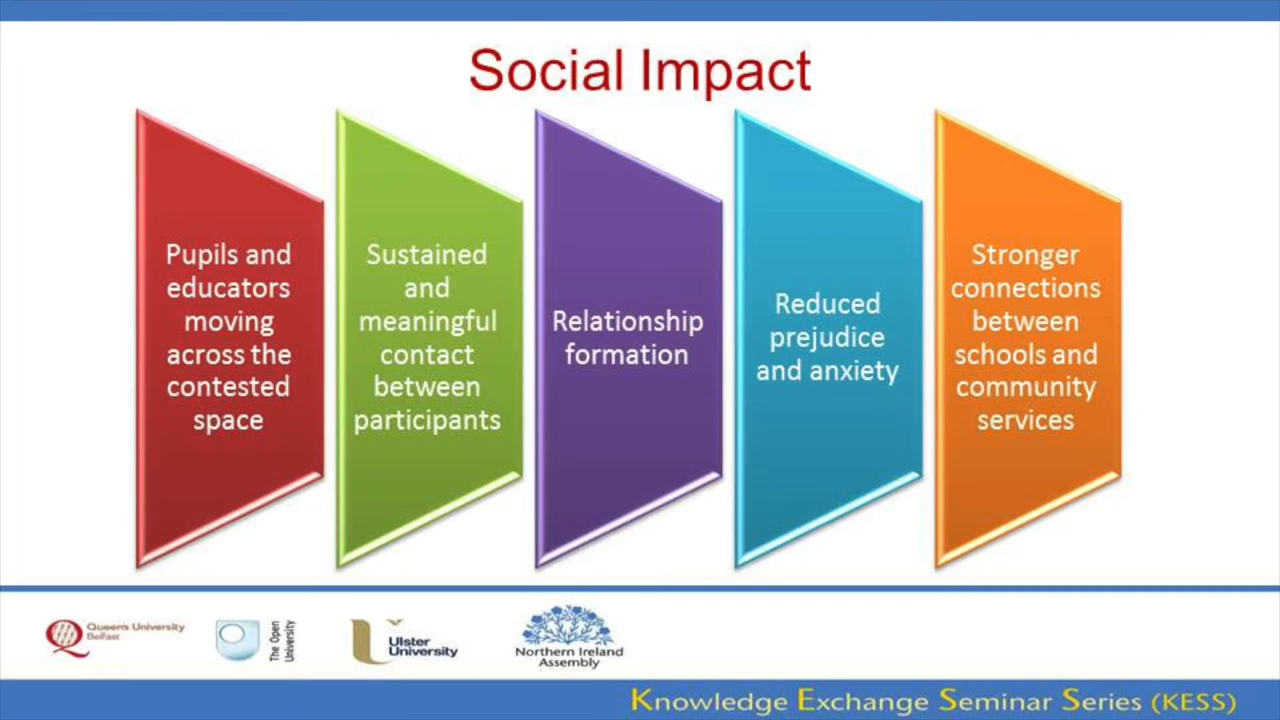 Social Impact
Pupils and
educators
moving
across the
contested
space
Sustained
and
meaningful
contact
between
participants
Relationship
formation
Reduced
prejudice
and anxiety
Stronger
connections
between
schools and
community
services
Queen's University
Belfast
The Open
University
Ulster
University
Northern Ireland
Assembly
Knowledge Exchange Seminar Series (KESS)